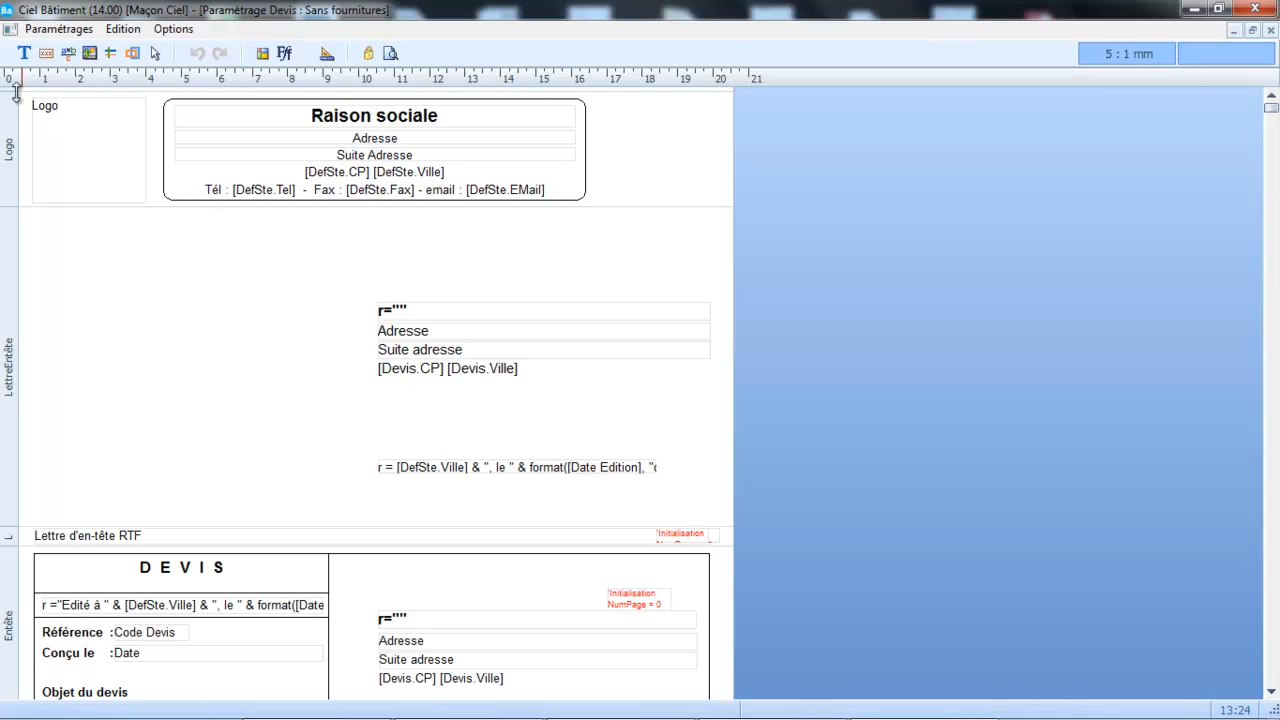 Ba Ciel Bâtiment (14.00) [Maçon Ciel] - [Paramétrage Devis : Sans fournitures]
Paramétrages Edition Options
5 : 1 mm
0 1 2 3 4 5 6 7 8 9 10 11 12 13 14 15 16 17 18 19 20 21
Logo
Logo
Raison sociale
Adresse
Suite Adresse
[DefSte.CP] [DefSte.Ville]
Tél : [DefSte.Tel] - Fax : [DefSte.Fax] - email : [DefSte.EMail]
LettreEntête
r=""
Adresse
Suite adresse
[Devis.CP] [Devis.Ville]
r = [DefSte.Ville] & ", le " & format([Date Edition], "
L
Lettre d'en-tête RTF
'Initialisation
Entête
D E V I S
r ="Edité à " & [DefSte.Ville] & ", le " & format([Date
Référence : Code Devis
Conçu le : Date
Objet du devis
'Initialisation
NumPage = 0
r=""
Adresse
Suite adresse
[Devis.CP] [Devis.Ville]
13:24